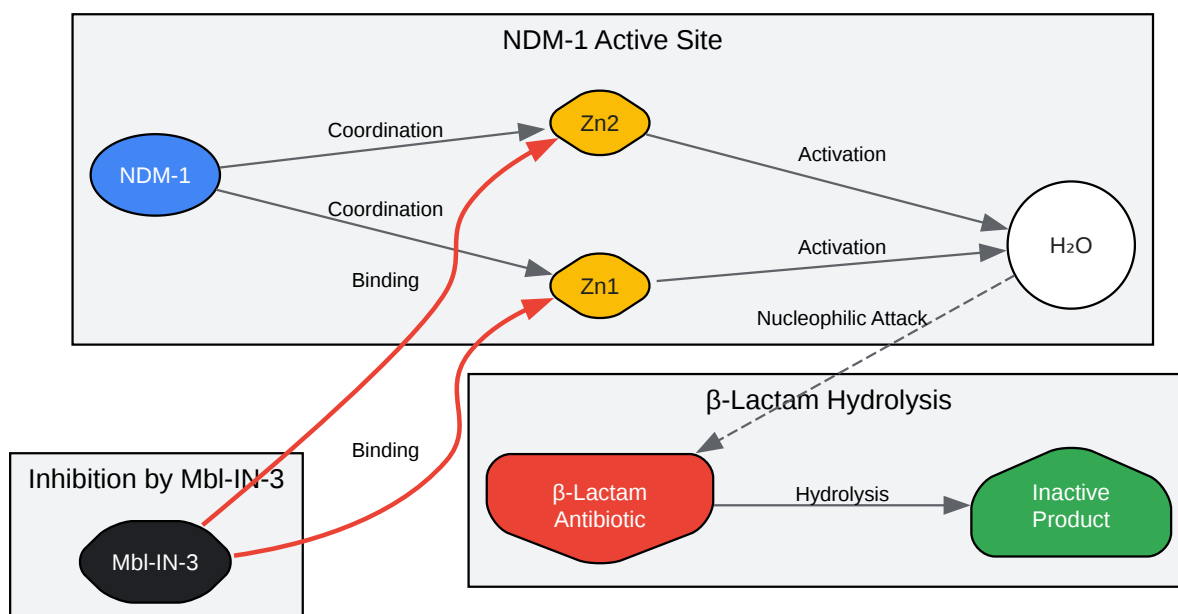 NDM-1 Active Site
Zn2
Coordination
Activation
NDM-1
Coordination
Activation
H₂O
Binding
Zn1
Nucleophilic Attack
β-Lactam Hydrolysis
Binding
Inhibition by Mbl-IN-3
β-Lactam
Antibiotic
Hydrolysis
Inactive
Product
Mbl-IN-3